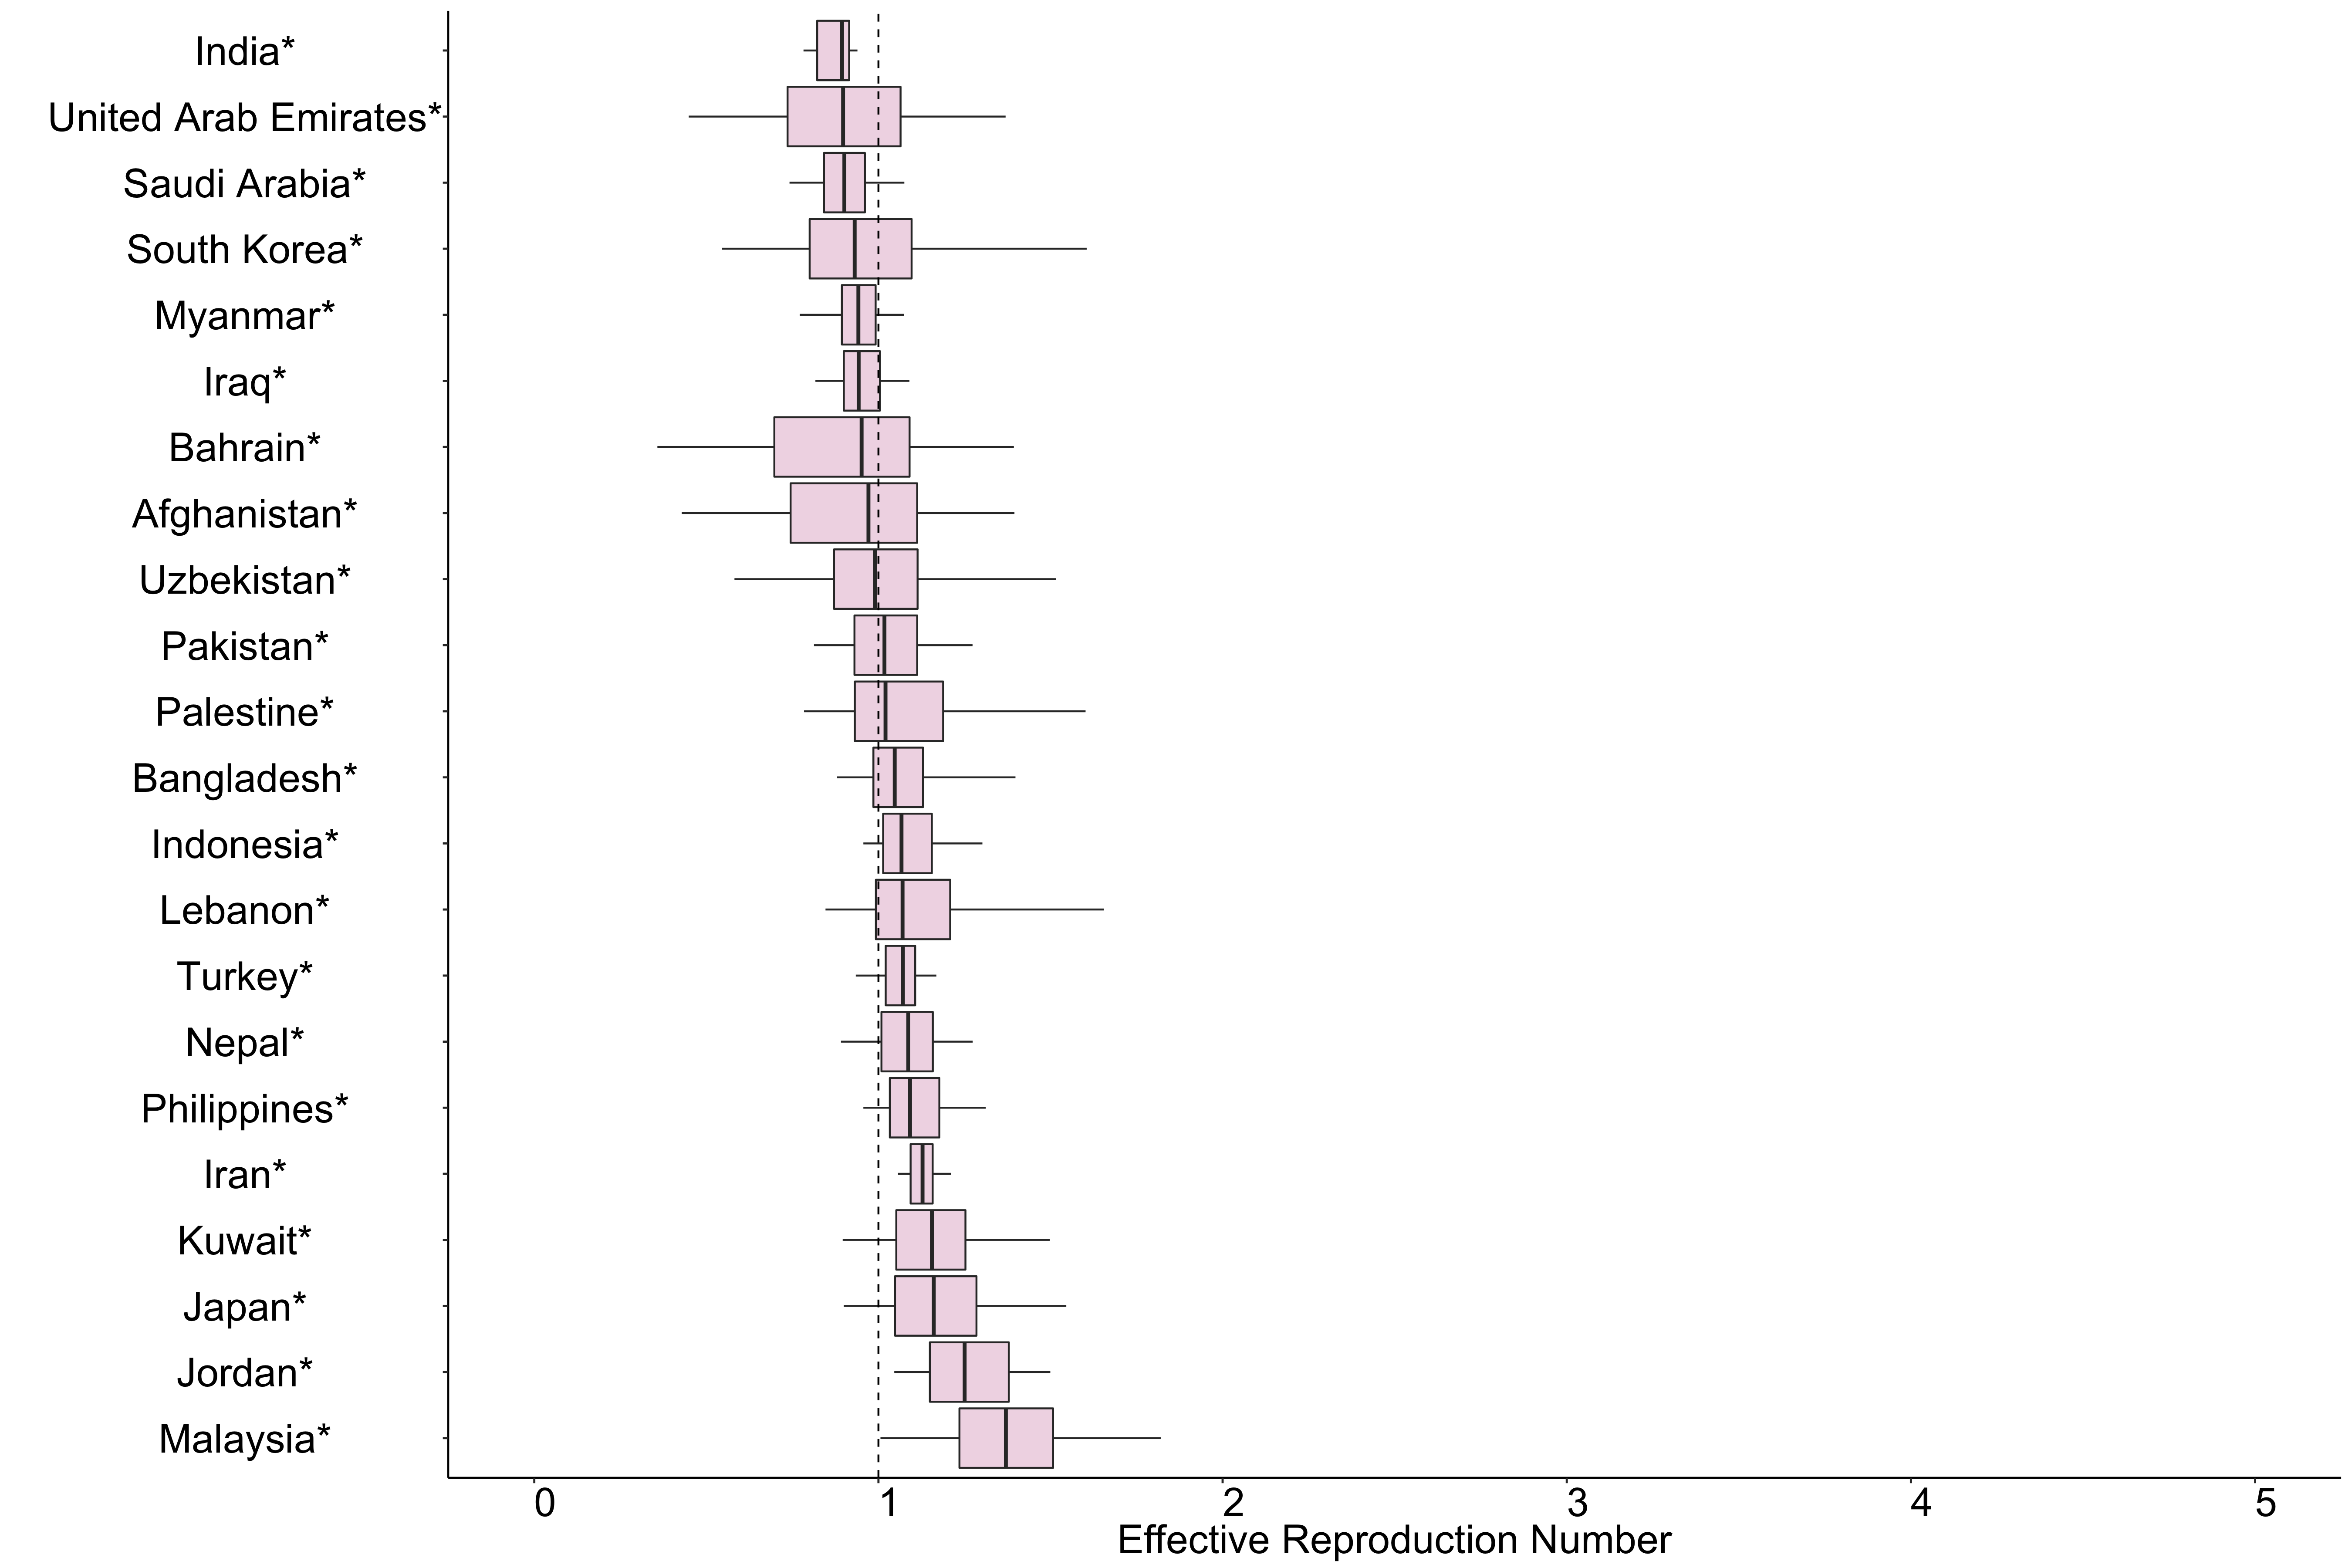 India*
United Arab Emirates*
Saudi Arabia*
South Korea*
Myanmar*
Iraq*
Bahrain*
Afghanistan*
Uzbekistan*
Pakistan*
Palestine*
Bangladesh*
Indonesia*
Lebanon*
Turkey*
Nepal*
Philippines*
Iran*
Kuwait*
Japan*
Jordan*
Malaysia*
0 1 2 3 4 5
Effective Reproduction Number